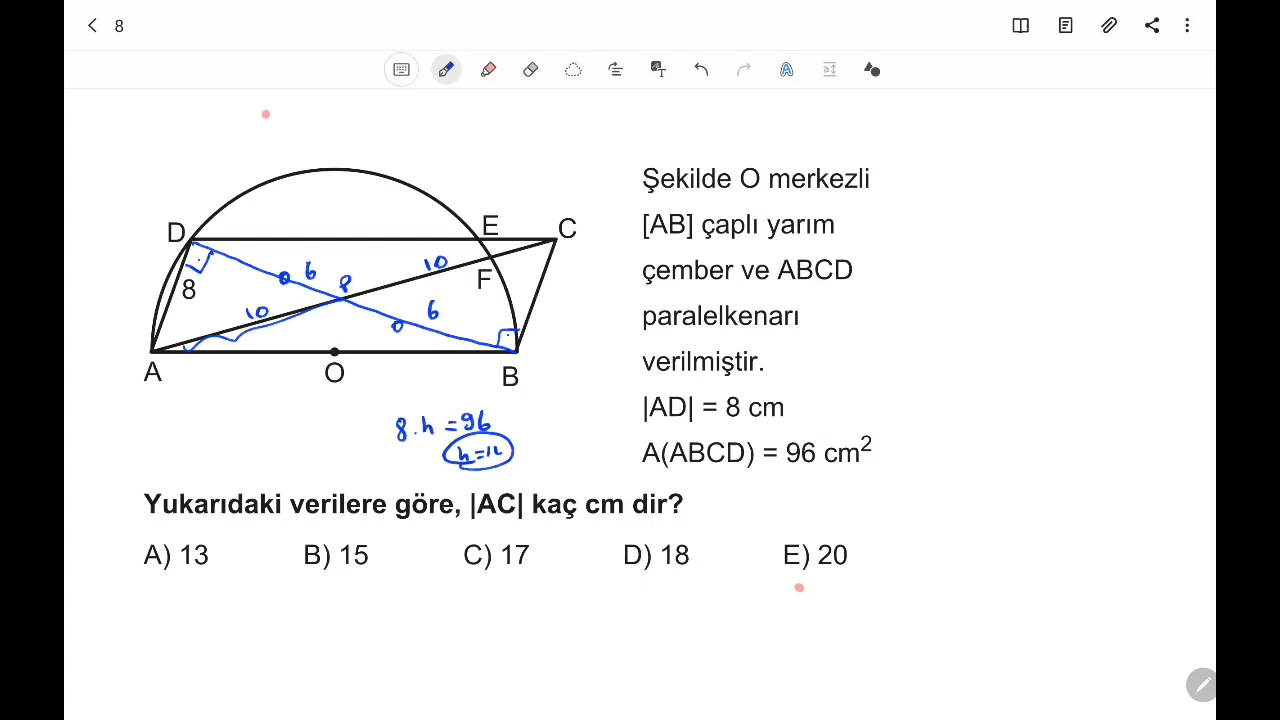 8
D
E
C
8
6
P
10
F
10
6
A
O
B
8.h = 96
h=12
Şekilde O merkezli
[AB] çaplı yarım
çember ve ABCD
paralelkenarı
verilmiştir.
|AD| = 8 cm
A(ABCD) = 96 cm²
Yukarıdaki verilere göre, |AC| kaç cm dir?
A) 13 B) 15 C) 17 D) 18 E) 20